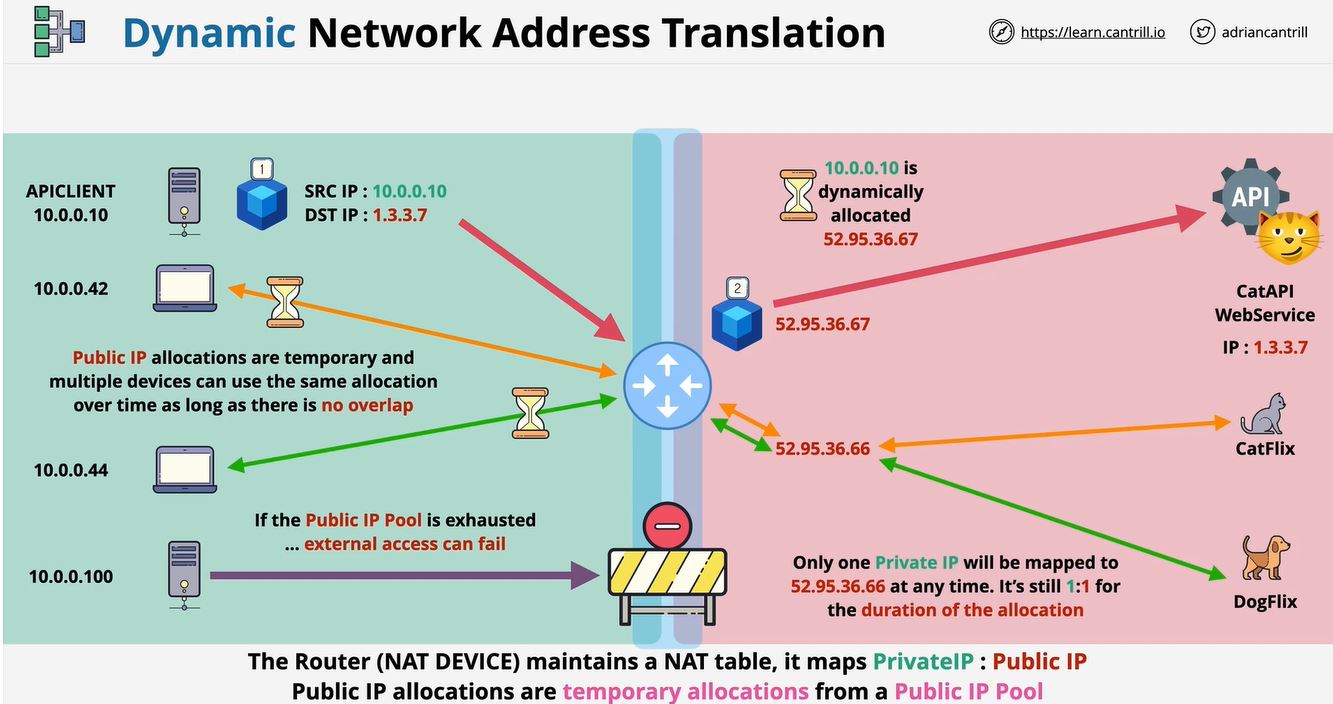 Dynamic Network Address Translation
https://learn.cantrill.io
adriancantrill
APICLIENT
10.0.0.10
1
SRC IP : 10.0.0.10
DST IP : 1.3.3.7
10.0.0.10 is
dynamically
allocated
52.95.36.67
API
10.0.0.42
2
52.95.36.67
CatAPI
WebService
IP : 1.3.3.7
Public IP allocations are temporary and
multiple devices can use the same allocation
over time as long as there is no overlap
52.95.36.66
CatFlix
10.0.0.44
If the Public IP Pool is exhausted
... external access can fail
10.0.0.100
Only one Private IP will be mapped to
52.95.36.66 at any time. It's still 1:1 for
the duration of the allocation
DogFlix
The Router (NAT DEVICE) maintains a NAT table, it maps PrivateIP : Public IP
Public IP allocations are temporary allocations from a Public IP Pool